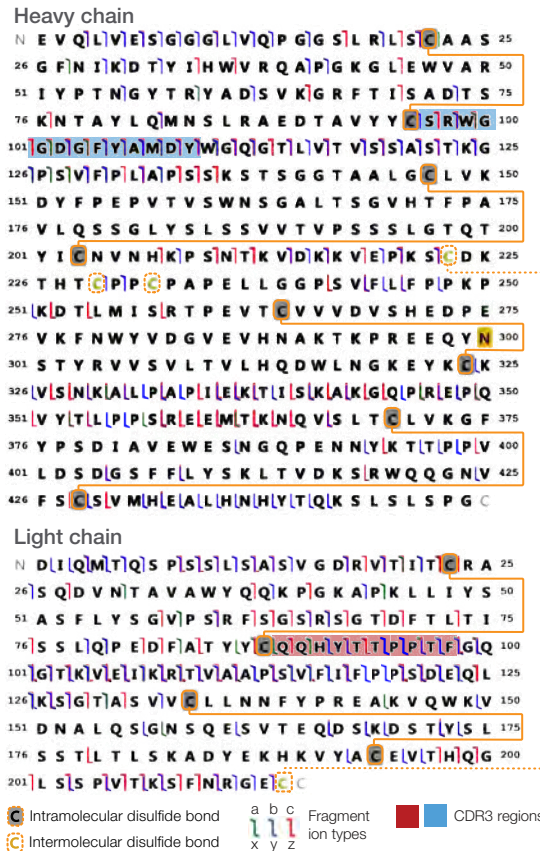 Heavy chain
N E V Q L V E S G G G L V Q P G G S L R L S C A A S 25
26 G F N I K D T Y I H W V R Q A P G K G L E W V A R 50
51 I Y P T N G Y T R Y A D S V K G R F T I S A D T S 75
76 K N T A Y L Q M N S L R A E D T A V Y Y C S R W G 100
101 G D G F Y A M D Y W G Q G T L V T V S S A S T K G 125
126 P S V F P L A P S S K S T S G G T A A L G C L V K 150
151 D Y F P E P V T V S W N S G A L T S G V H T F P A 175
176 V L Q S S G L Y S L S S V V T V P S S S L G T Q T 200
201 Y I C N V N H K P S N T K V D K K V E P K S C D K 225
226 T H T C P P C P A P E L L G G P S V F L F P P K P 250
251 K D T L M I S R T P E V T C V V V D V S H E D P E 275
276 V K F N W Y V D G V E V H N A K T K P R E E Q Y N 300
301 S T Y R V V S V L T V L H Q D W L N G K E Y K C K 325
326 V S N K A L P A P I E K T I S K A K G Q P R E P Q 350
351 V Y T L P P S R E E M T K N Q V S L T C L V K G F 375
376 Y P S D I A V E W E S N G Q P E N N Y K T T P P V 400
401 L D S D G S F F L Y S K L T V D K S R W Q Q G N V 425
426 F S C S V M H E A L H N H Y T Q K S L S L S P G C
Light chain
N D I Q M T Q S P S S L S A S V G D R V T I T C R A 25
26 S Q D V N T A V A W Y Q Q K P G K A P K L L I Y S 50
51 A S F L Y S G V P S R F S G S R S G T D F T L T I 75
76 S S L Q P E D F A T Y Y C Q Q H Y T T P P T F G Q 100
101 G T K V E I K R T V A A P S V F I F P P S D E Q L 125
126 K S G T A S V V C L L N N F Y P R E A K V Q W K V 150
151 D N A L Q S G N S Q E S V T E Q D S K D S T Y S L 175
176 S S T L T L S K A D Y E K H K V Y A C E V T H Q G 200
201 L S S P V T K S F N R G E C C
C Intramolecular disulfide bond
C Intermolecular disulfide bond
a b c
x y z
Fragment
ion types
CDR3 regions